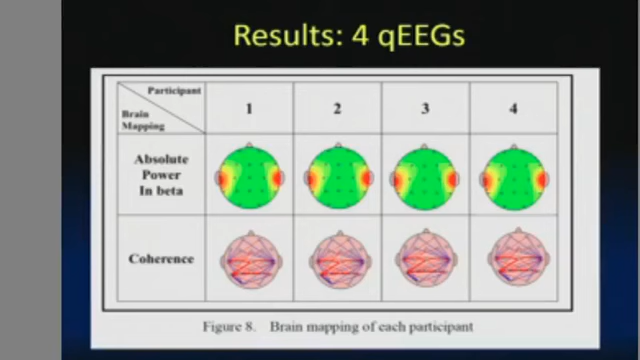 Results: 4 qEEGs
Participant
Brain
Mapping
1 2 3 4
Absolute
Power
In beta
Coherence
Figure 8. Brain mapping of each participant